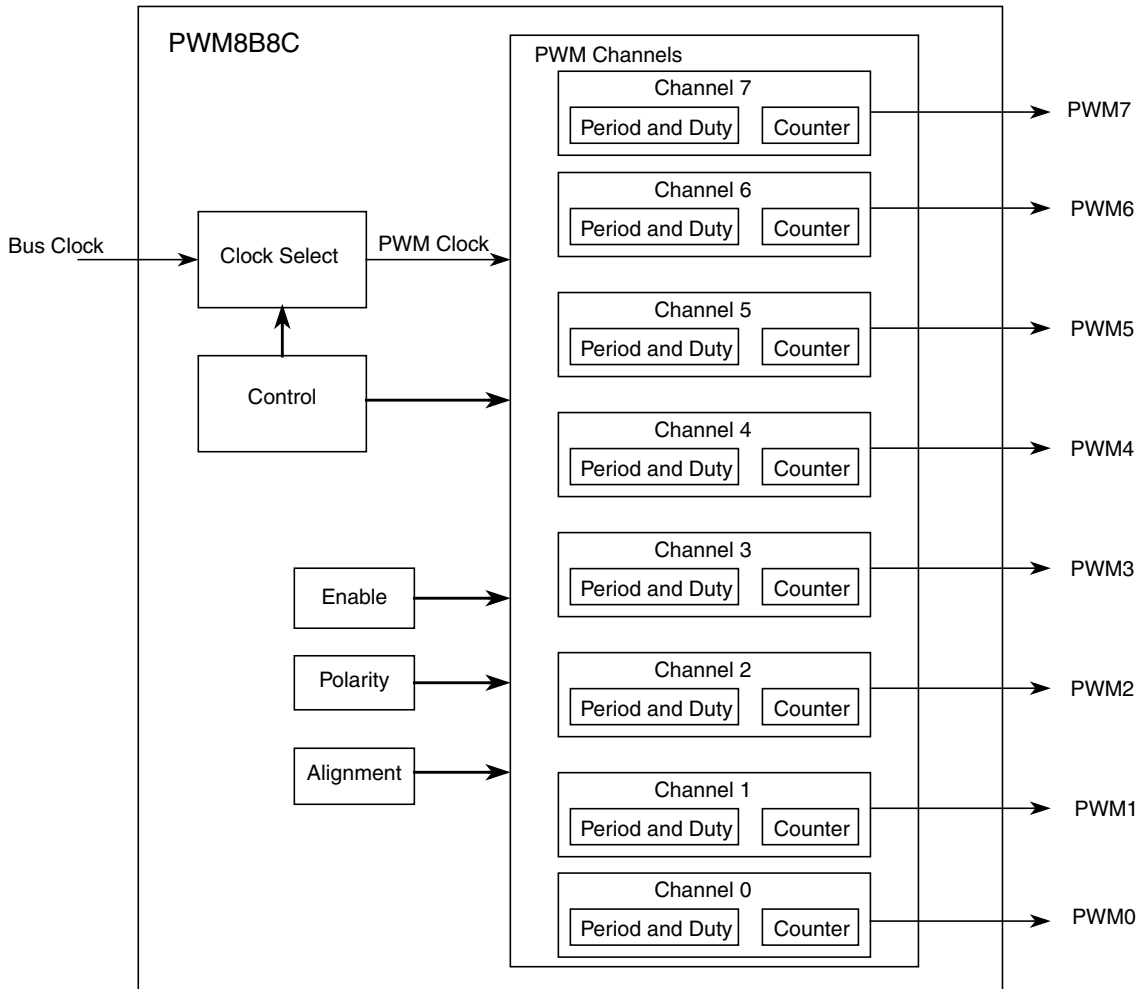 PWM8B8C
PWM Channels
Channel 7
Period and Duty
Counter
PWM7
Channel 6
Period and Duty
Counter
PWM6
Bus Clock
Clock Select
PWM Clock
Channel 5
Period and Duty
Counter
PWM5
Control
Channel 4
Period and Duty
Counter
PWM4
Channel 3
Period and Duty
Counter
PWM3
Enable
Polarity
Channel 2
Period and Duty
Counter
PWM2
Alignment
Channel 1
Period and Duty
Counter
PWM1
Channel 0
Period and Duty
Counter
PWM0